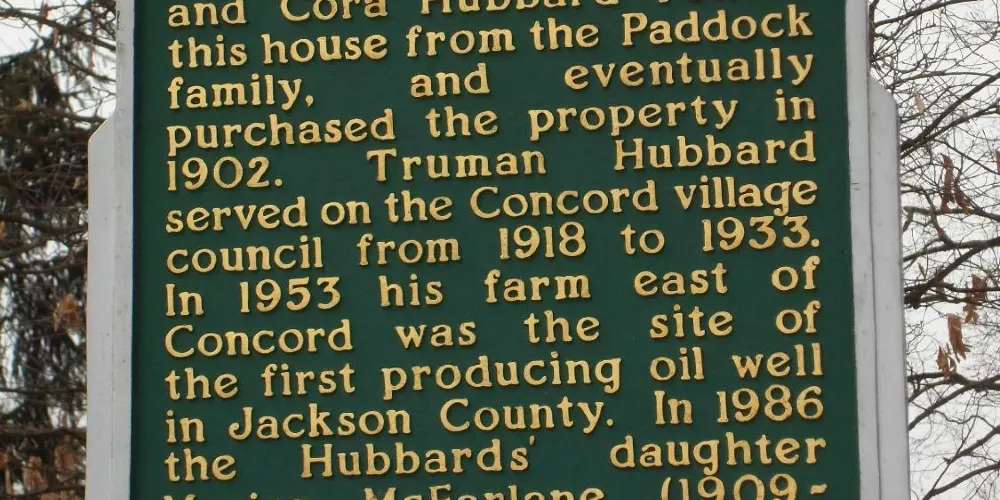 and Cora Hubbard
this house from the Paddock
family, and eventually
purchased the property in
1902. Truman Hubbard
served on the Concord village
council from 1918 to 1933.
In 1953 his farm east of
Concord was the site of
the first producing oil well
in Jackson County. In 1986
the Hubbards' daughter
McFarlane (1909-